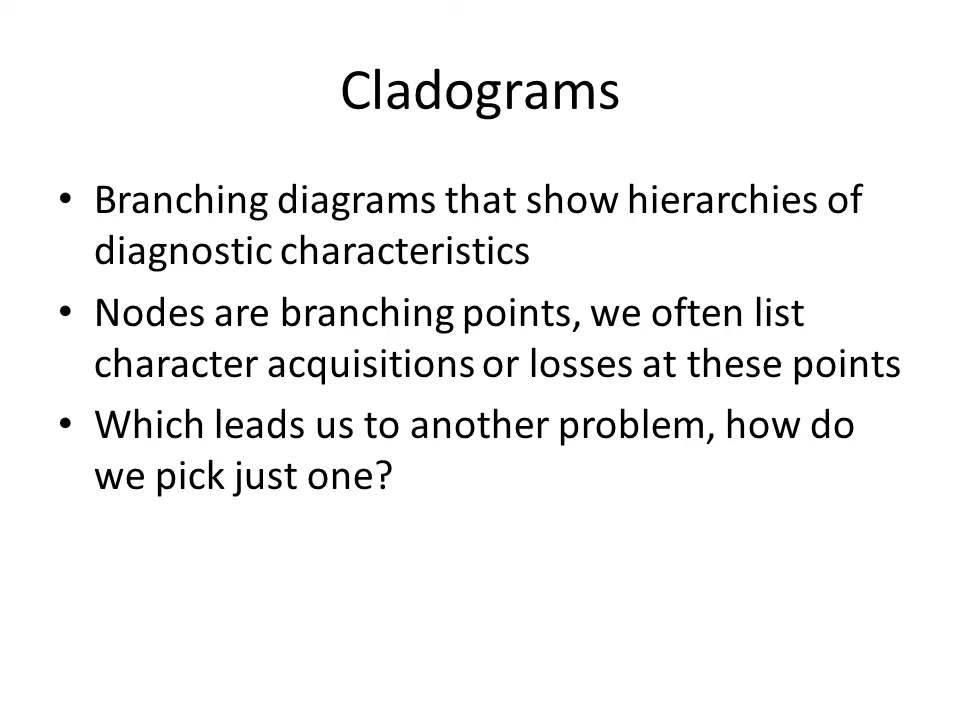 Cladograms
• Branching diagrams that show hierarchies of
diagnostic characteristics
• Nodes are branching points, we often list
character acquisitions or losses at these points
• Which leads us to another problem, how do
we pick just one?